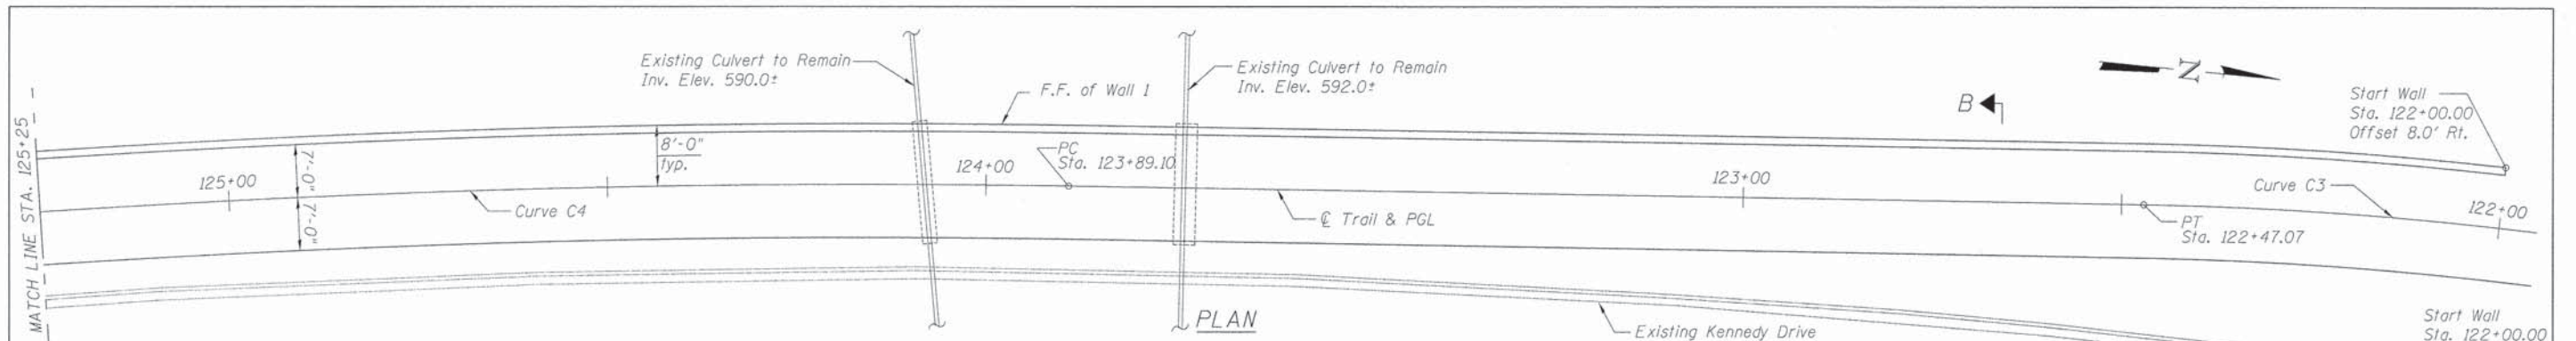 Existing Culvert to Remain
Inv. Elev. 590.0±
F.F. of Wall 1
Existing Culvert to Remain
Inv. Elev. 592.0±
N
B
Start Wall
Sta. 122+00.00
Offset 8.0' Rt.
MATCH LINE STA. 125+25
125+00
7'-0"
7'-0"
Curve C4
8'-0"
typ.
124+00
PC
Sta. 123+89.10
℄ Trail & PGL
123+00
PT
Sta. 122+47.07
Curve C3
122+00
PLAN
Existing Kennedy Drive
Start Wall
Sta. 122+00.00